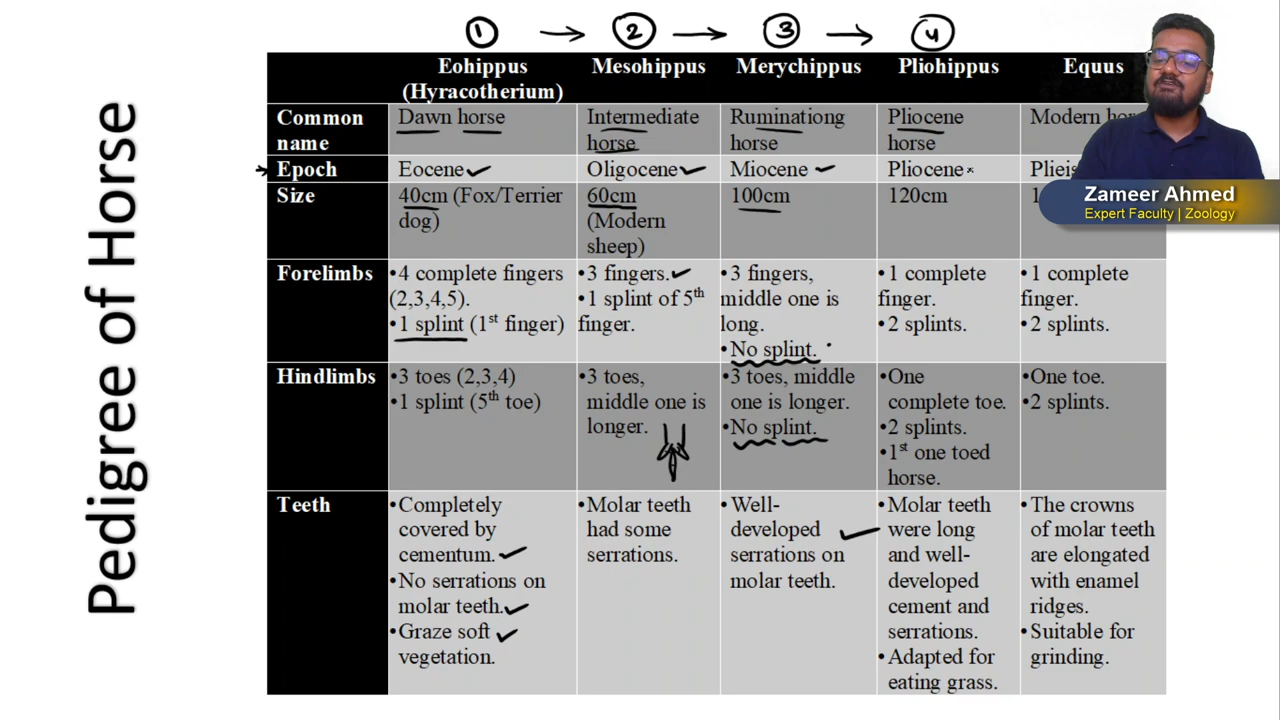 1 → 2 → 3 → 4
Pedigree of Horse
Eohippus Mesohippus Merychippus Pliohippus Equus
(Hyracotherium)
Common Dawn horse Intermediate Ruminationg Pliocene Modern
name horse horse horse
Epoch Eocene Oligocene Miocene Pliocene
Size 40cm (Fox/Terrier 60cm 100cm 120cm
dog) (Modern
sheep)
Zameer Ahmed
Expert Faculty | Zoology
Forelimbs •4 complete fingers •3 fingers. •3 fingers, •1 complete •1 complete
(2,3,4,5). •1 splint of 5th middle one is finger. finger.
•1 splint (1st finger) finger. long. •2 splints. •2 splints.
•No splint.
Hindlimbs •3 toes (2,3,4) •3 toes, •3 toes, middle •One •One toe.
•1 splint (5th toe) middle one is one is longer. complete toe. •2 splints.
longer. •No splint. •2 splints.
•1st one toed
horse.
Teeth •Completely •Molar teeth •Well- •Molar teeth •The crowns
covered by had some developed were long of molar teeth
cementum. serrations. serrations on and well- are elongated
•No serrations on molar teeth. developed with enamel
molar teeth. cement and ridges.
•Graze soft serrations. •Suitable for
vegetation. •Adapted for grinding.
eating grass.